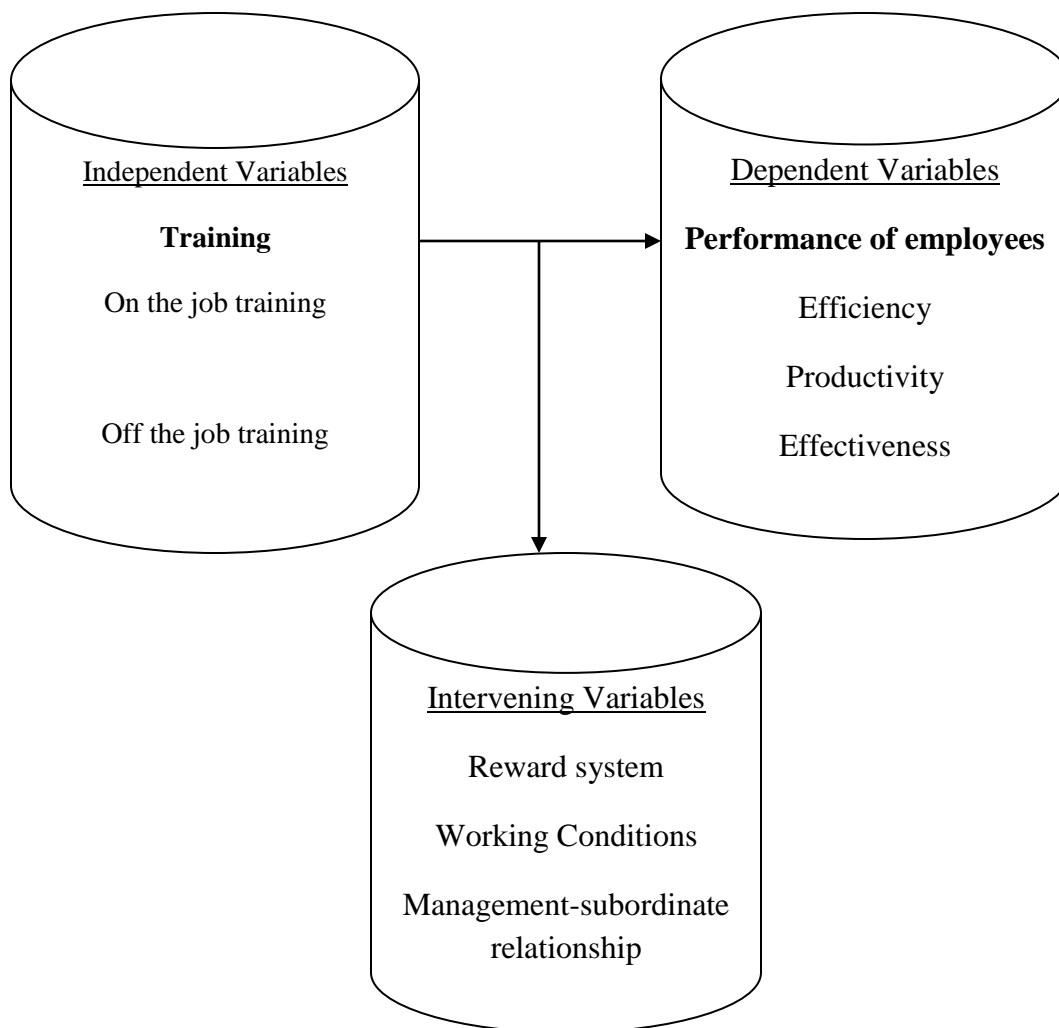 Independent Variables
Training
On the job training
Off the job training
Dependent Variables
Performance of employees
Efficiency
Productivity
Effectiveness
Intervening Variables
Reward system
Working Conditions
Management-subordinate
relationship